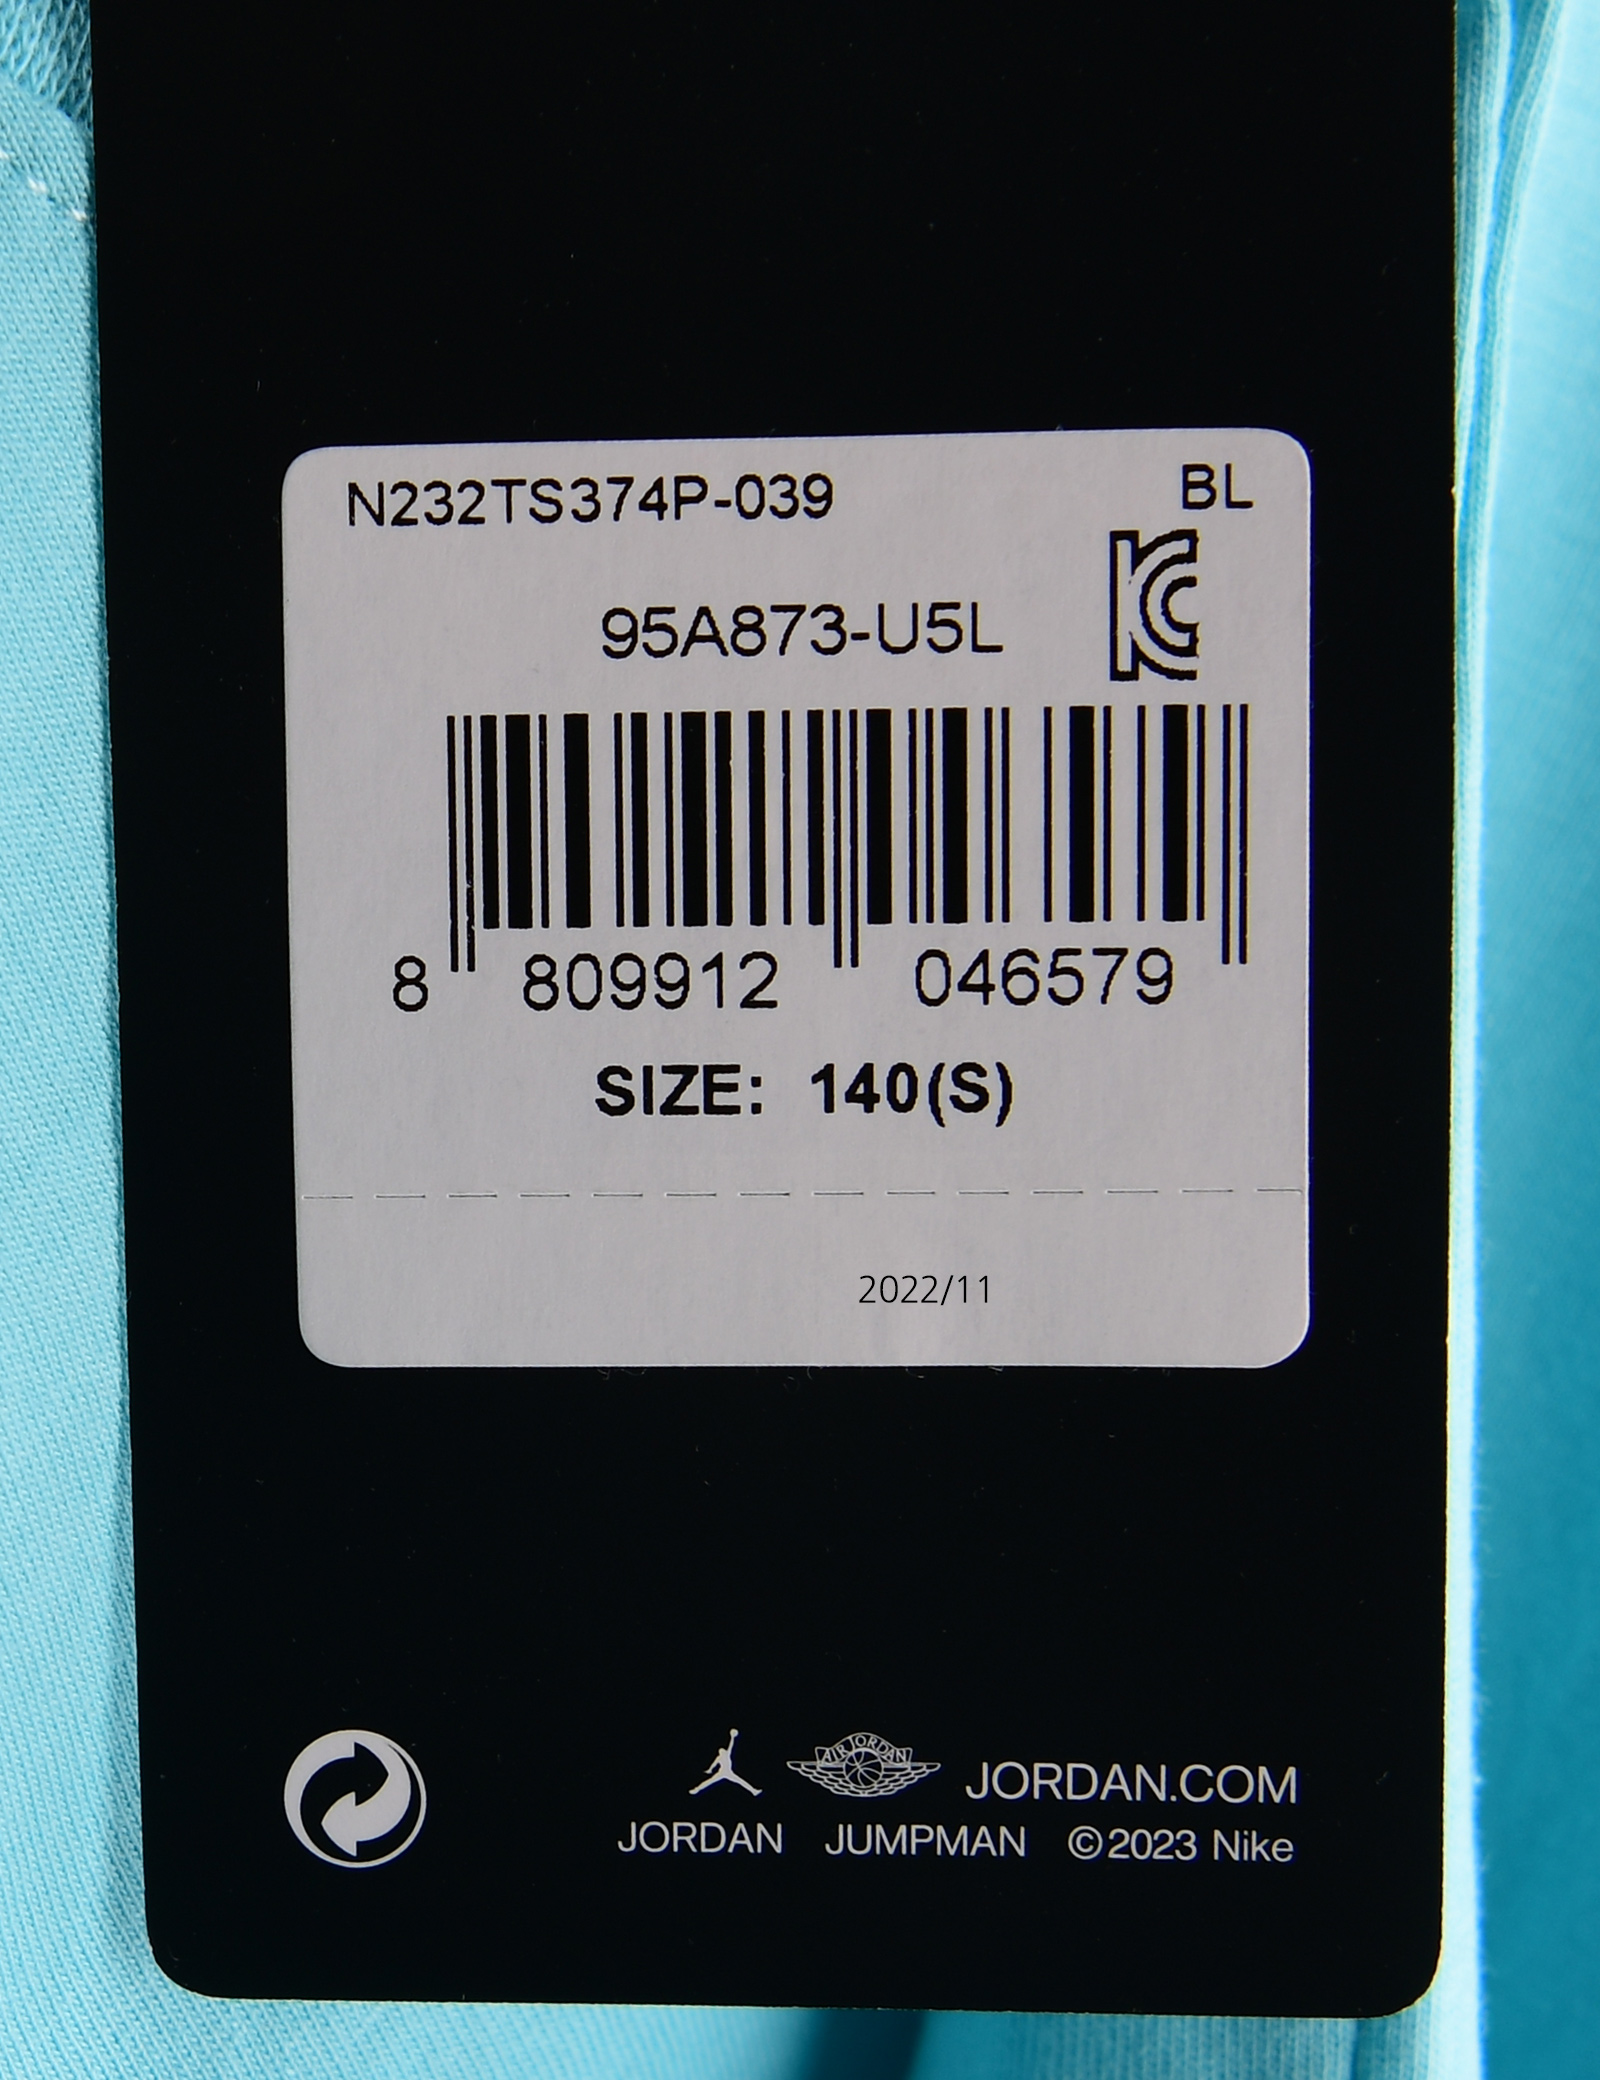 N232TS374P-039 BL
95A873-U5L
8 809912 046579
SIZE: 140(S)
2022/11
AIR JORDAN JORDAN.COM
JORDAN JUMPMAN ©2023 Nike